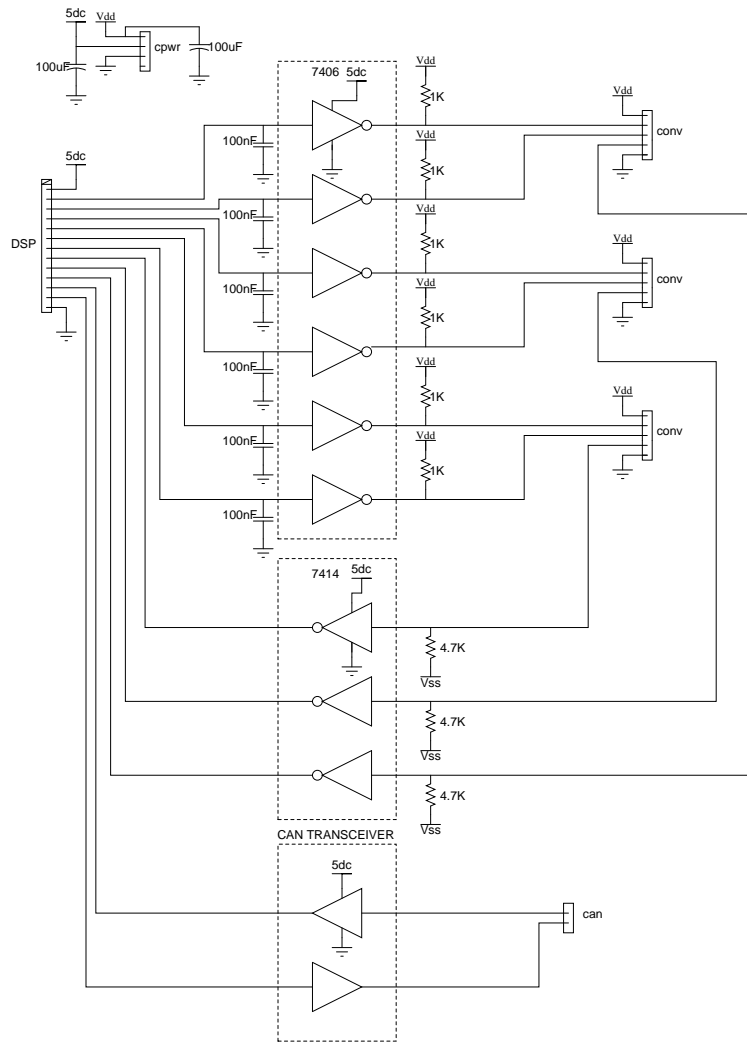 5dc
Vdd
cpwr
100uF
100uF
7406
5dc
Vdd
1K
Vdd
conv
100nF
5dc
Vdd
1K
100nF
DSP
Vdd
1K
Vdd
conv
100nF
Vdd
1K
100nF
Vdd
1K
Vdd
conv
100nF
Vdd
1K
100nF
7414
5dc
4.7K
Vss
4.7K
Vss
4.7K
Vss
CAN TRANSCEIVER
5dc
can